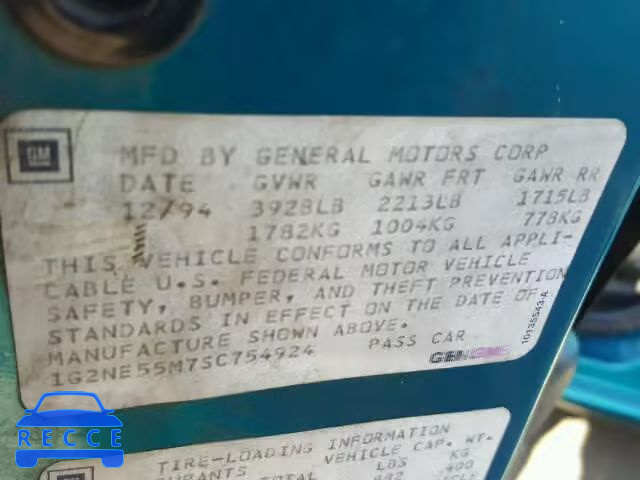 GM
MFD BY GENERAL MOTORS CORP
DATE GVWR GAWR FRT GAWR RR
12/94 3928LB 2213LB 1715LB
1782KG 1004KG 778KG
THIS VEHICLE CONFORMS TO ALL APPLI-
CABLE U.S. FEDERAL MOTOR VEHICLE
SAFETY, BUMPER, AND THEFT PREVENTION
STANDARDS IN EFFECT ON THE DATE OF
MANUFACTURE SHOWN ABOVE.
1G2NE55M7SC754924 PASS CAR
10135543-A
TIRE-LOADING INFORMATION
VEHICLE CAP. WT.
LBS KG
RECCE